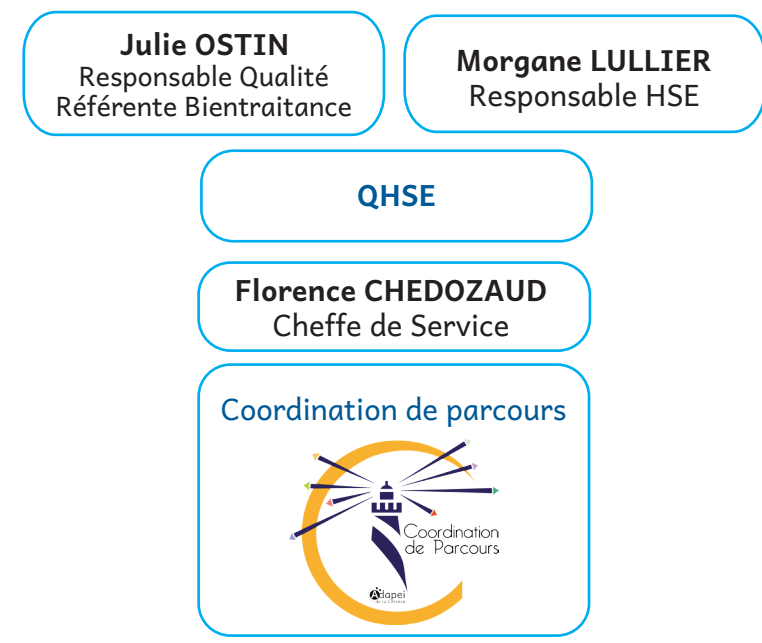 Julie OSTIN
Responsable Qualité
Référente Bientraitance
Morgane LULLIER
Responsable HSE
QHSE
Florence CHEDOZAUD
Cheffe de Service
Coordination de parcours
Coordination
de Parcours
Adapei